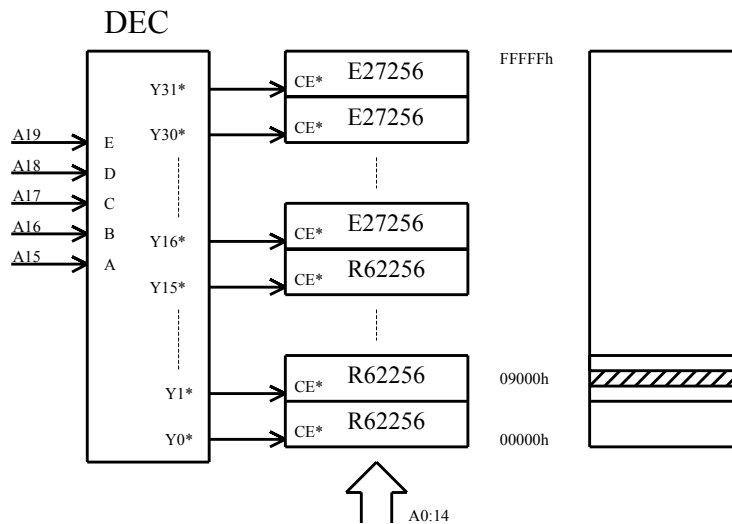 DEC
FFFFFh
Y31* CE* E27256
A19 E Y30* CE* E27256
A18 D
A17 C
A16 B Y16* CE* E27256
A15 A Y15* CE* R62256
Y1* CE* R62256 09000h
Y0* CE* R62256 00000h
A0:14